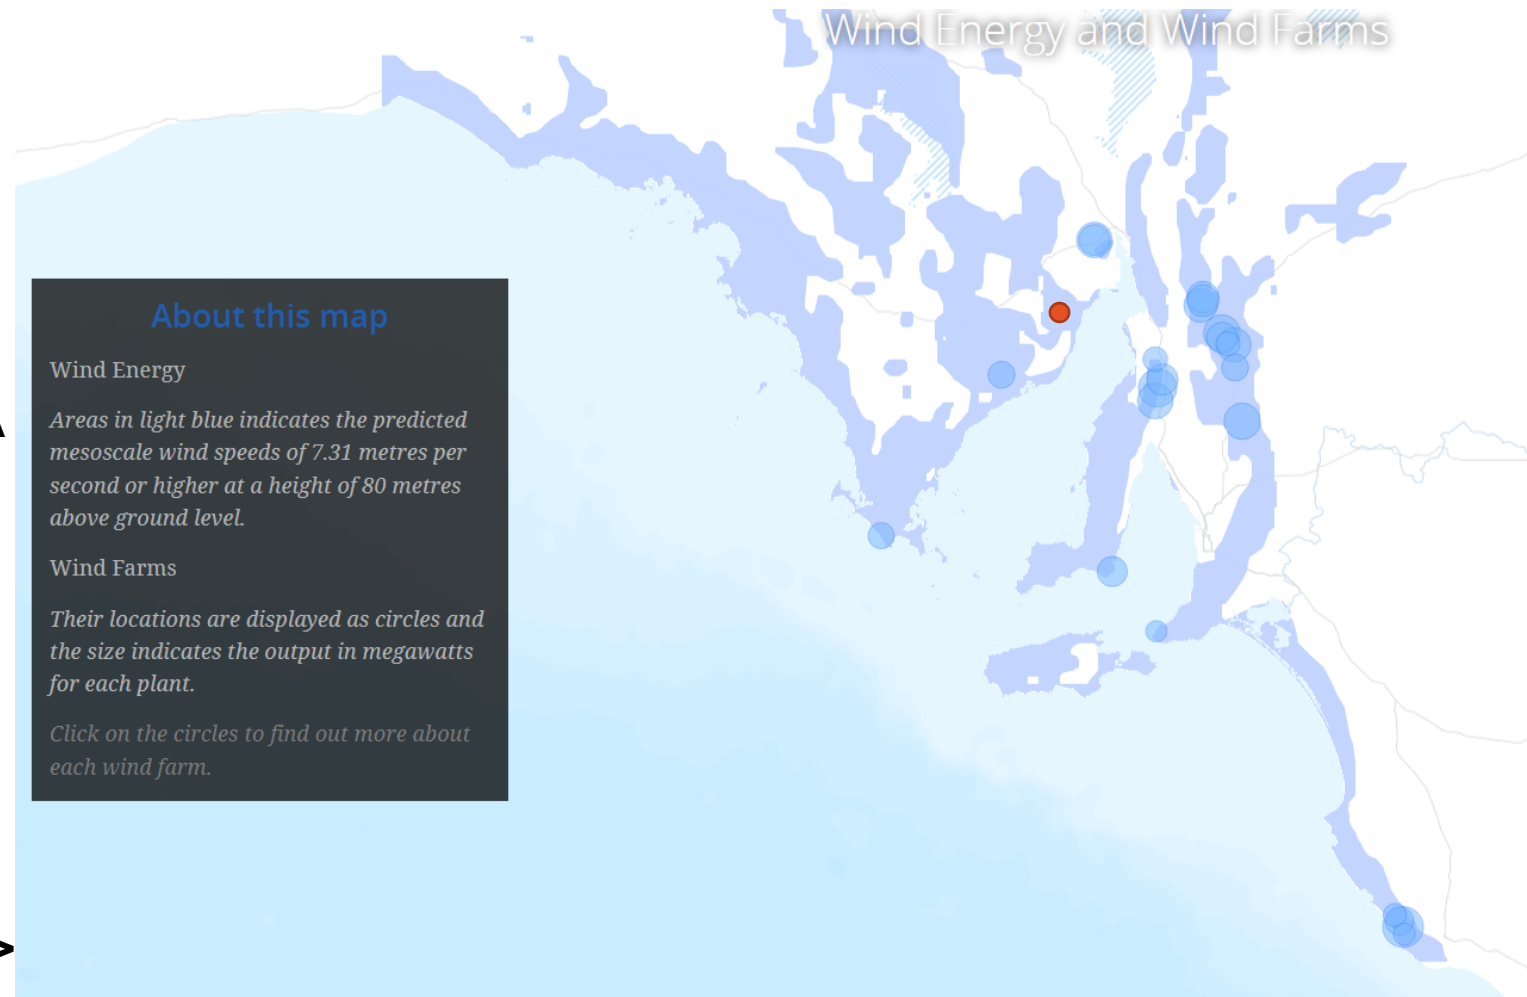 Wind Energy and Wind Farms
About this map
Wind Energy
Areas in light blue indicates the predicted
mesoscale wind speeds of 7.31 metres per
second or higher at a height of 80 metres
above ground level.
Wind Farms
Their locations are displayed as circles and
the size indicates the output in megawatts
for each plant.
Click on the circles to find out more about
each wind farm.